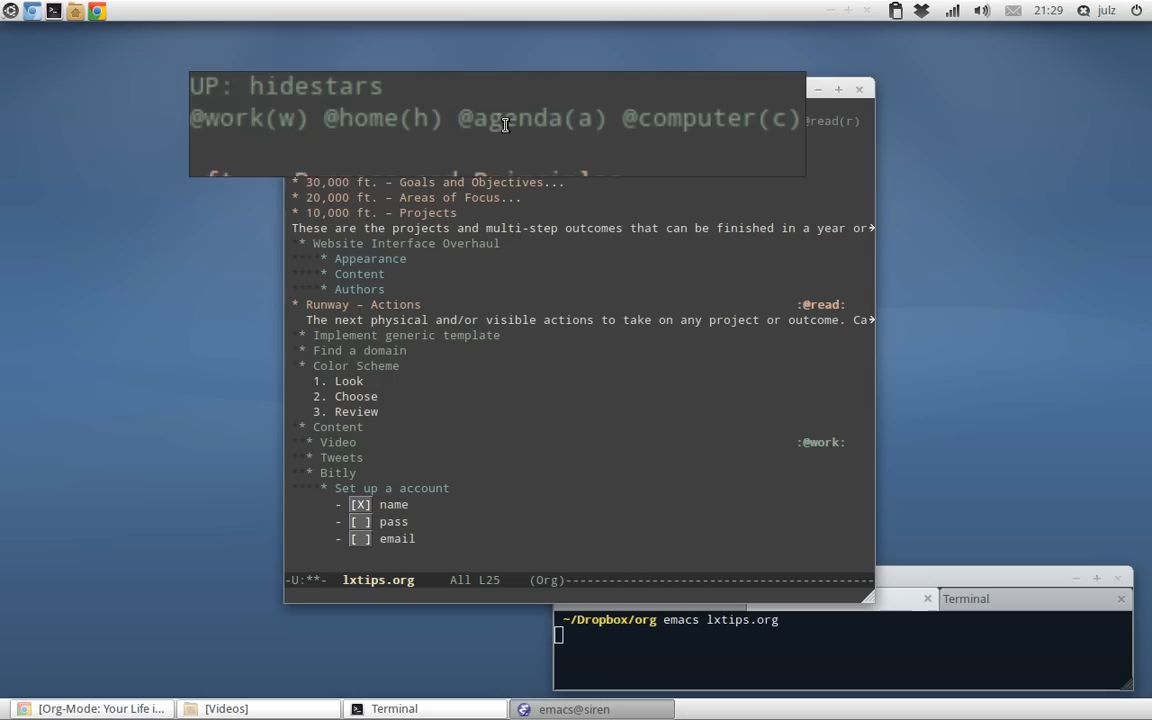 21:29 julz
UP: hidestars
@work(w) @home(h) @agenda(a) @computer(c)
@read(r)
* 30,000 ft. – Goals and Objectives...
* 20,000 ft. – Areas of Focus...
* 10,000 ft. – Projects
These are the projects and multi-step outcomes that can be finished in a year or
* Website Interface Overhaul
***** Appearance
***** Content
***** Authors
* Runway – Actions :@read:
The next physical and/or visible actions to take on any project or outcome. Ca
* Implement generic template
* Find a domain
* Color Scheme
1. Look
2. Choose
3. Review
* Content
*** Video :@work:
*** Tweets
*** Bitly
***** Set up a account
- [X] name
- [ ] pass
- [ ] email
-U:**- lxtips.org All L25 (Org)--------------------------------------------
Terminal
~/Dropbox/org emacs lxtips.org
[Org-Mode: Your Life i... [Videos] Terminal emacs@siren